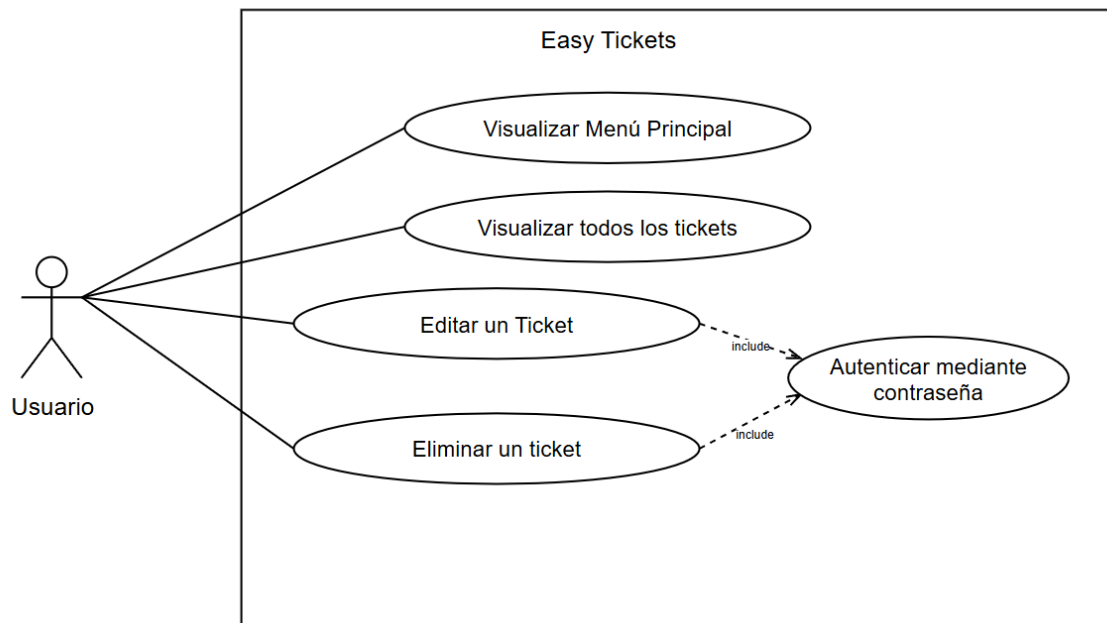 Easy Tickets
Visualizar Menú Principal
Visualizar todos los tickets
Editar un Ticket
include
Autenticar mediante
contraseña
Usuario
Eliminar un ticket
include